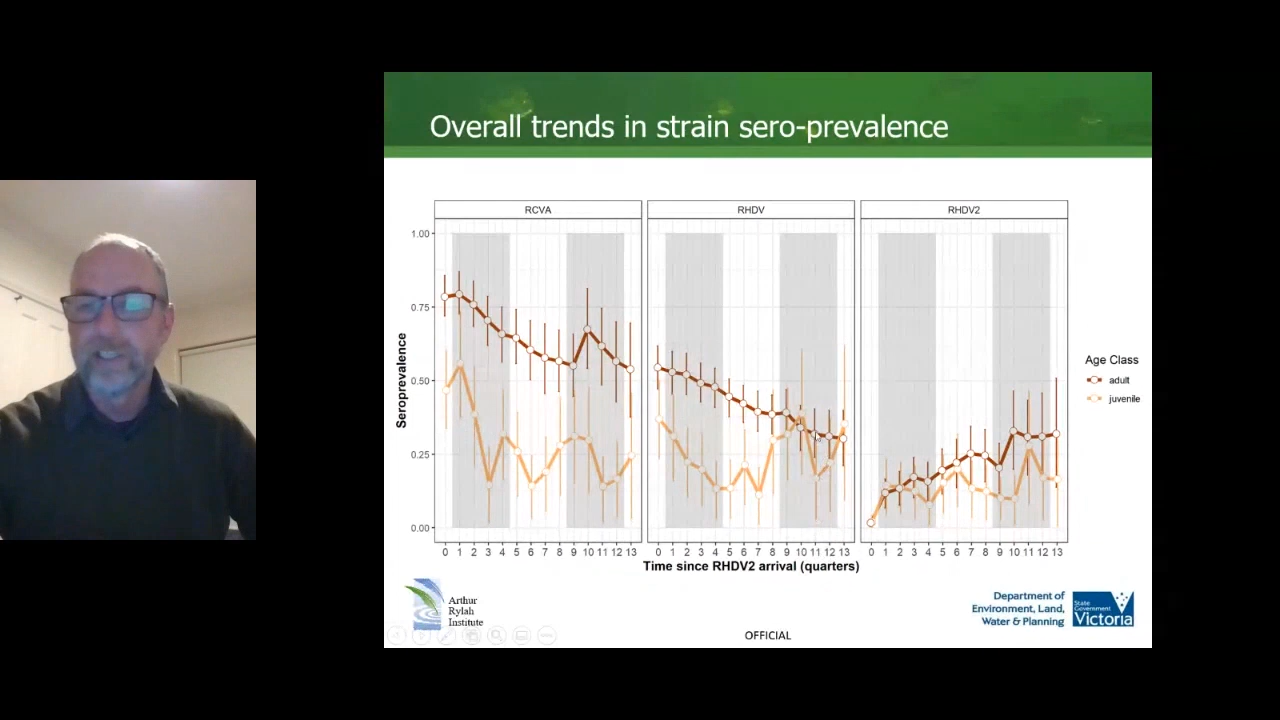 Overall trends in strain sero-prevalence
RCVA
RHDV
RHDV2
1.00
0.75
0.50
0.25
0.00
Seroprevalence
0 1 2 3 4 5 6 7 8 9 10 11 12 13
0 1 2 3 4 5 6 7 8 9 10 11 12 13
0 1 2 3 4 5 6 7 8 9 10 11 12 13
Time since RHDV2 arrival (quarters)
Age Class
adult
juvenile
Arthur
Rylah
Institute
OFFICIAL
Department of
Environment, Land,
Water & Planning
State
Government
Victoria